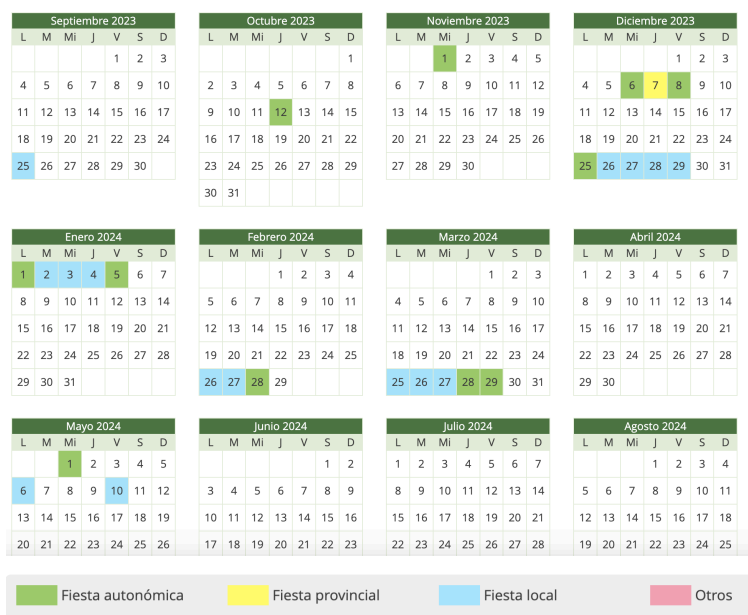 Septiembre 2023 Octubre 2023 Noviembre 2023 Diciembre 2023
L M Mi J V S D L M Mi J V S D L M Mi J V S D L M Mi J V S D
1 2 3 1 1 2 3 4 5 1 2 3
4 5 6 7 8 9 10 2 3 4 5 6 7 8 6 7 8 9 10 11 12 4 5 6 7 8 9 10
11 12 13 14 15 16 17 9 10 11 12 13 14 15 13 14 15 16 17 18 19 11 12 13 14 15 16 17
18 19 20 21 22 23 24 16 17 18 19 20 21 22 20 21 22 23 24 25 26 18 19 20 21 22 23 24
25 26 27 28 29 30 23 24 25 26 27 28 29 27 28 29 30 25 26 27 28 29 30 31
30 31
Enero 2024 Febrero 2024 Marzo 2024 Abril 2024
L M Mi J V S D L M Mi J V S D L M Mi J V S D L M Mi J V S D
1 2 3 4 5 6 7 1 2 3 4 1 2 3 1 2 3 4 5 6 7
8 9 10 11 12 13 14 5 6 7 8 9 10 11 4 5 6 7 8 9 10 8 9 10 11 12 13 14
15 16 17 18 19 20 21 12 13 14 15 16 17 18 11 12 13 14 15 16 17 15 16 17 18 19 20 21
22 23 24 25 26 27 28 19 20 21 22 23 24 25 18 19 20 21 22 23 24 22 23 24 25 26 27 28
29 30 31 26 27 28 29 25 26 27 28 29 30 31 29 30
Mayo 2024 Junio 2024 Julio 2024 Agosto 2024
L M Mi J V S D L M Mi J V S D L M Mi J V S D L M Mi J V S D
1 2 3 4 5 1 2 1 2 3 4 5 6 7 1 2 3 4
6 7 8 9 10 11 12 3 4 5 6 7 8 9 8 9 10 11 12 13 14 5 6 7 8 9 10 11
13 14 15 16 17 18 19 10 11 12 13 14 15 16 15 16 17 18 19 20 21 12 13 14 15 16 17 18
20 21 22 23 24 25 26 17 18 19 20 21 22 23 22 23 24 25 26 27 28 19 20 21 22 23 24 25
Fiesta autonómica Fiesta provincial Fiesta local Otros